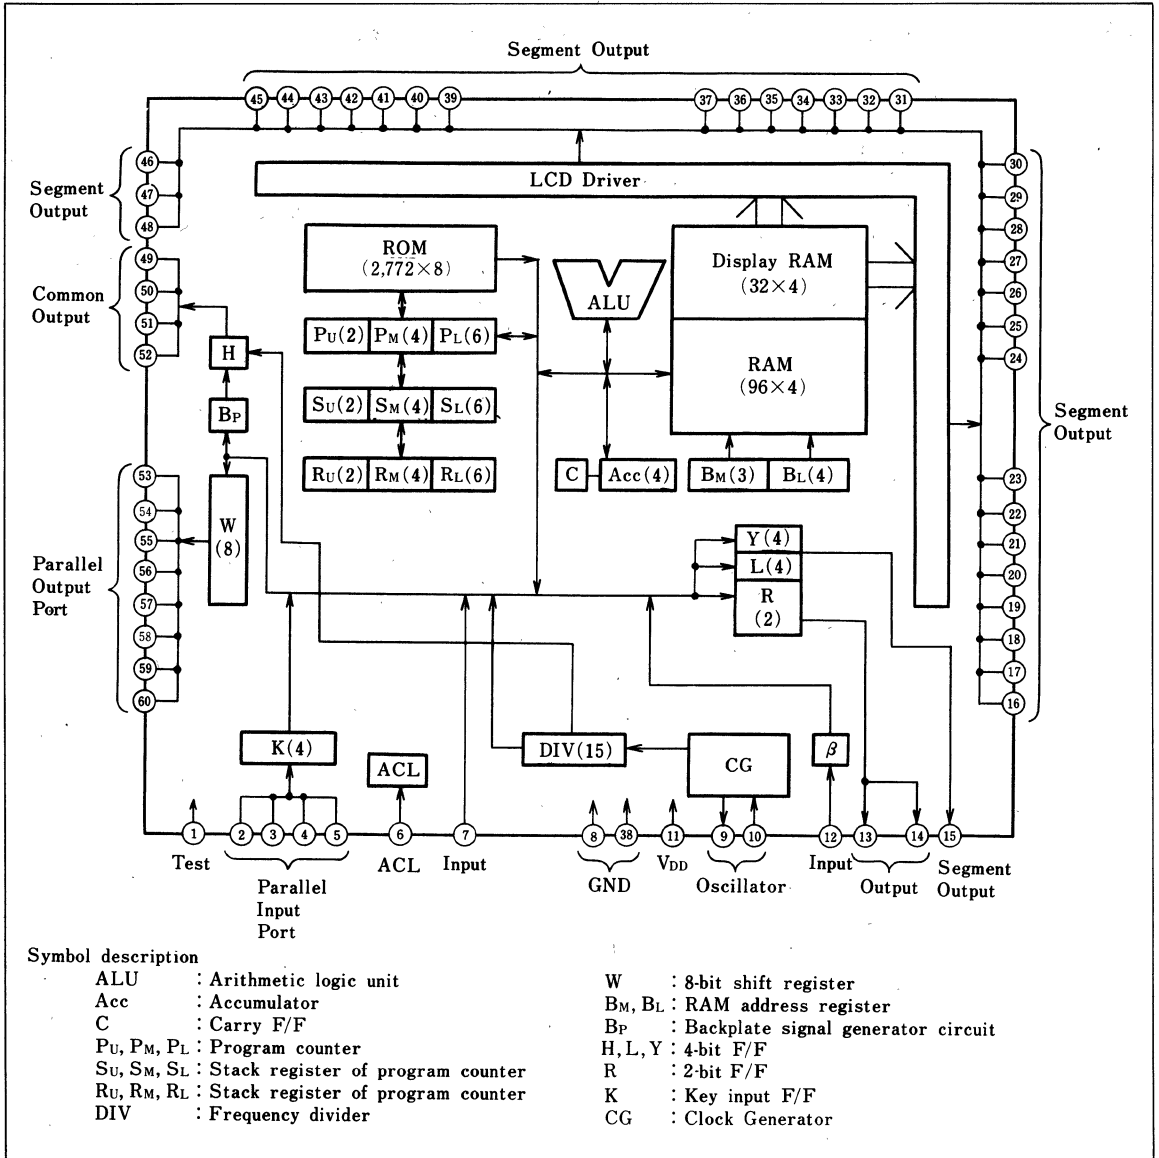 Segment Output
45 44 43 42 41 40 39 37 36 35 34 33 32 31
46
47
48
Segment
Output
30
29
28
27
26
25
24
LCD Driver
ROM
(2,772×8)
ALU
Display RAM
(32×4)
49
50
51
52
Common
Output
H
PU(2) PM(4) PL(6)
RAM
(96×4)
BP
SU(2) SM(4) SL(6)
Segment
Output
RU(2) RM(4) RL(6)
C Acc(4) BM(3) BL(4)
53
54
55
56
57
58
59
60
Parallel
Output
Port
W
(8)
Y(4)
L(4)
R
(2)
23
22
21
20
19
18
17
16
K(4)
ACL
DIV(15)
CG
β
1 2 3 4 5 6 7 8 38 11 9 10 12 13 14 15
Test
Parallel
Input
Port
ACL
Input
GND
VDD
Oscillator
Input
Output
Segment
Output
Symbol description
ALU : Arithmetic logic unit
Acc : Accumulator
C : Carry F/F
PU, PM, PL : Program counter
SU, SM, SL : Stack register of program counter
RU, RM, RL : Stack register of program counter
DIV : Frequency divider
W : 8-bit shift register
BM, BL : RAM address register
BP : Backplate signal generator circuit
H, L, Y : 4-bit F/F
R : 2-bit F/F
K : Key input F/F
CG : Clock Generator